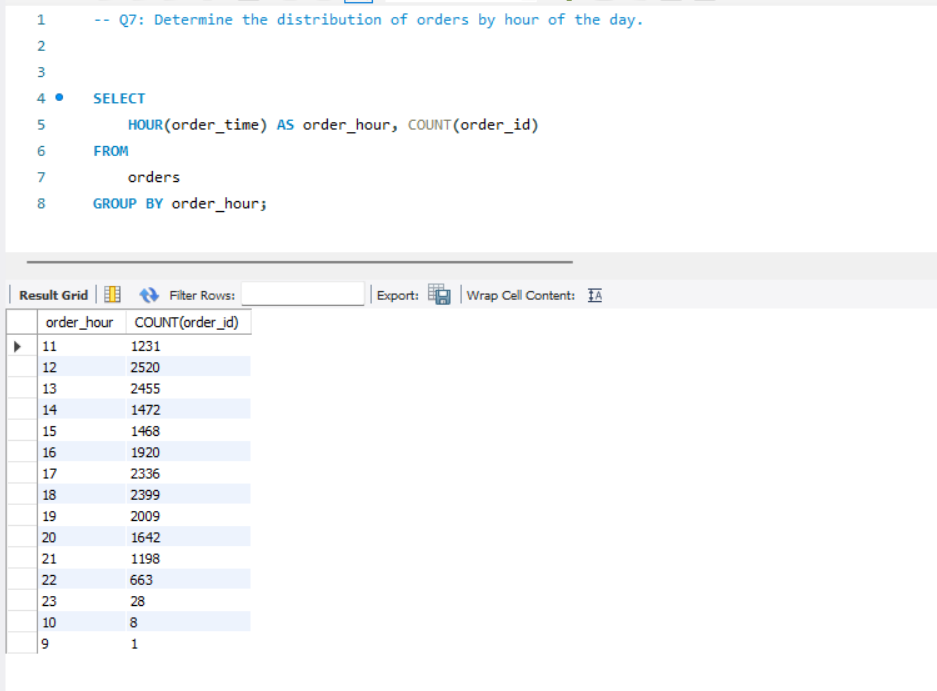 1 -- Q7: Determine the distribution of orders by hour of the day.
2
3
4 SELECT
5 HOUR(order_time) AS order_hour, COUNT(order_id)
6 FROM
7 orders
8 GROUP BY order_hour;
Result Grid Filter Rows: Export: Wrap Cell Content: IA
order_hour COUNT(order_id)
11 1231
12 2520
13 2455
14 1472
15 1468
16 1920
17 2336
18 2399
19 2009
20 1642
21 1198
22 663
23 28
10 8
9 1